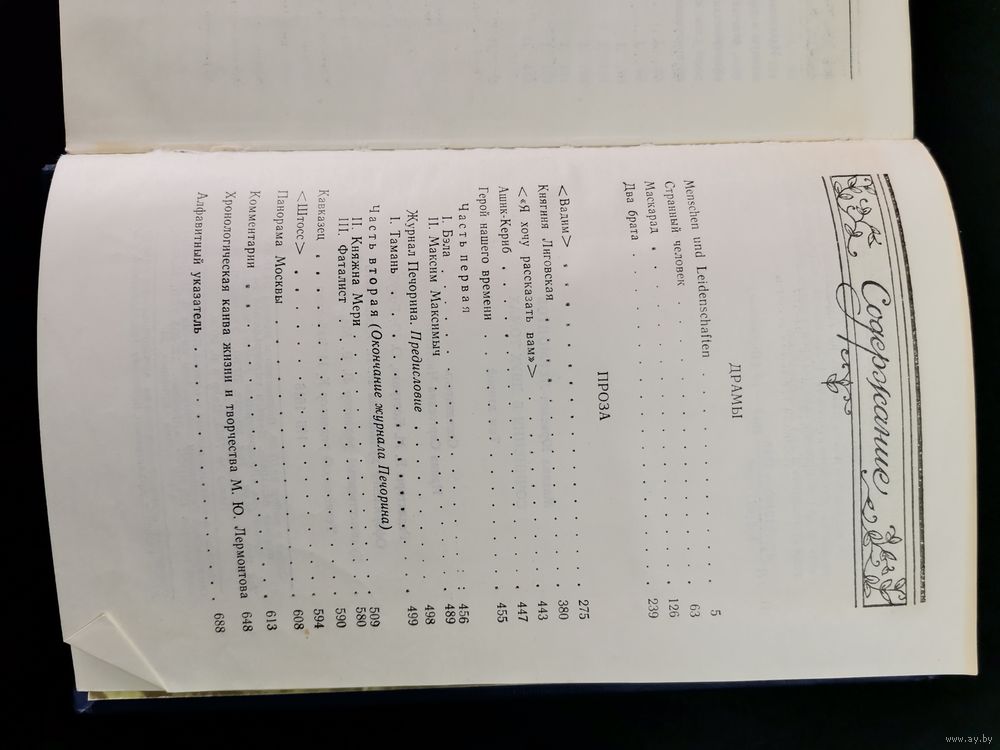 Содержание
ДРАМЫ
Menschen und Leidenschaften . . . 5
Странный человек . . . 63
Маскарад . . . 126
Два брата . . . 239
ПРОЗА
<Вадим> . . . 275
Княгиня Лиговская . . . 380
<«Я хочу рассказать вам»> . . . 443
Ашик-Кериб . . . 447
Герой нашего времени . . . 455
Часть первая
I. Бэла . . . 456
II. Максим Максимыч . . . 489
Журнал Печорина. Предисловие . . . 498
I. Тамань . . . 499
Часть вторая (Окончание журнала Печорина)
II. Княжна Мери . . . 509
III. Фаталист . . . 580
Кавказец . . . 590
<Штосс> . . . 594
Панорама Москвы . . . 608
Комментарии . . . 613
Хронологическая канва жизни и творчества М. Ю. Лермонтова 648
Алфавитный указатель . . . 688
www.ay.by